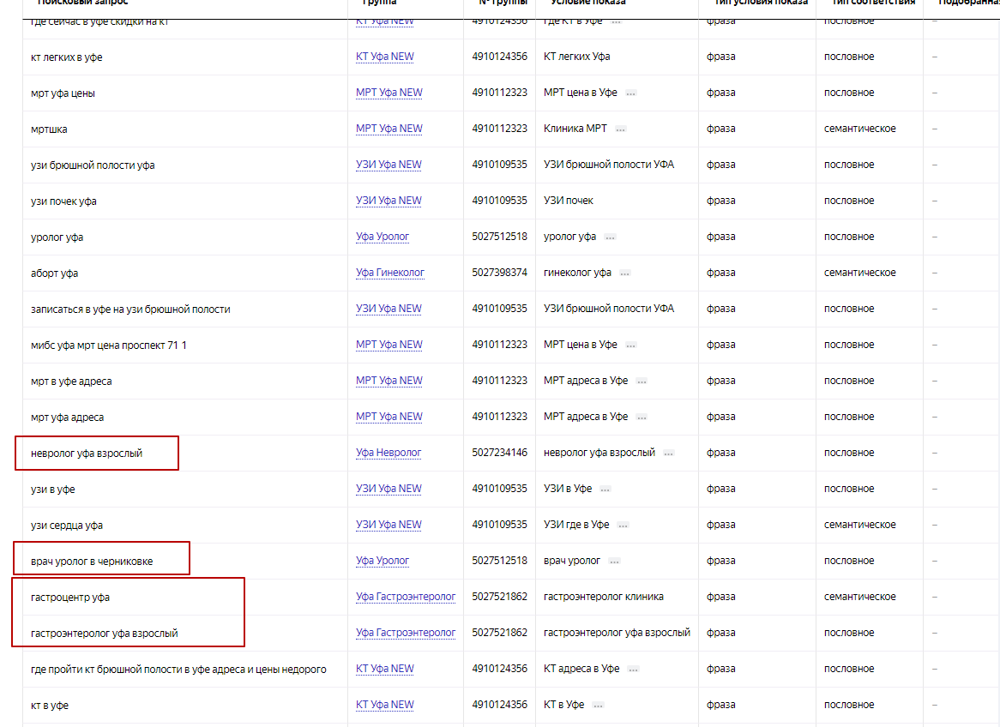 Поисковый запрос Группа № группы Условие показа Тип условия показа Тип соответствия
где сейчас в уфе скидки на кт КТ Уфа NEW 4910124356 где КТ в Уфе ... фраза пословное –
кт легких в уфе КТ Уфа NEW 4910124356 КТ легких Уфа фраза пословное –
мрт уфа цены МРТ Уфа NEW 4910112323 МРТ цена в Уфе ... фраза пословное –
мртшка МРТ Уфа NEW 4910112323 Клиника МРТ ... фраза семантическое –
узи брюшной полости уфа УЗИ Уфа NEW 4910109535 УЗИ брюшной полости УФА фраза пословное –
узи почек уфа УЗИ Уфа NEW 4910109535 УЗИ почек фраза пословное –
уролог уфа Уфа Уролог 5027512518 уролог уфа ... фраза пословное –
аборт уфа Уфа Гинеколог 5027398374 гинеколог уфа ... фраза семантическое –
записаться в уфе на узи брюшной полости УЗИ Уфа NEW 4910109535 УЗИ брюшной полости УФА фраза пословное –
мибс уфа мрт цена проспект 71 1 МРТ Уфа NEW 4910112323 МРТ цена в Уфе ... фраза пословное –
мрт в уфе адреса МРТ Уфа NEW 4910112323 МРТ адреса в Уфе ... фраза пословное –
мрт уфа адреса МРТ Уфа NEW 4910112323 МРТ адреса в Уфе ... фраза пословное –
невролог уфа взрослый Уфа Невролог 5027234146 невролог уфа взрослый ... фраза пословное –
узи в уфе УЗИ Уфа NEW 4910109535 УЗИ в Уфе ... фраза пословное –
узи сердца уфа УЗИ Уфа NEW 4910109535 УЗИ где в Уфе ... фраза семантическое –
врач уролог в черниковке Уфа Уролог 5027512518 врач уролог ... фраза пословное –
гастроцентр уфа Уфа Гастроэнтеролог 5027521862 гастроэнтеролог клиника фраза семантическое –
гастроэнтеролог уфа взрослый Уфа Гастроэнтеролог 5027521862 гастроэнтеролог уфа взрослый фраза пословное –
где пройти кт брюшной полости в уфе адреса и цены недорого КТ Уфа NEW 4910124356 КТ адреса в Уфе ... фраза пословное –
кт в уфе КТ Уфа NEW 4910124356 КТ в Уфе ... фраза пословное –